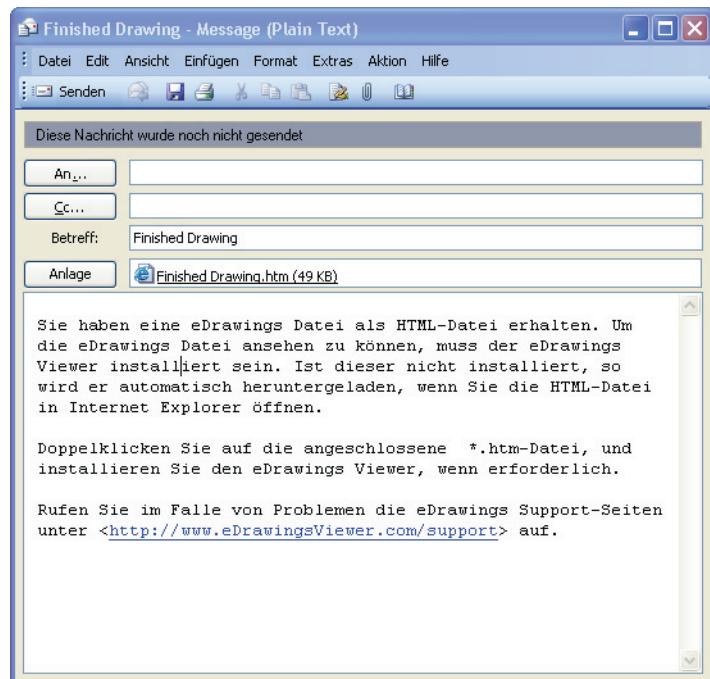 Finished Drawing - Message (Plain Text)
Datei Edit Ansicht Einfügen Format Extras Aktion Hilfe
Senden
Diese Nachricht wurde noch nicht gesendet
An...
Cc...
Betreff: Finished Drawing
Anlage Finished Drawing.htm (49 KB)
Sie haben eine eDrawings Datei als HTML-Datei erhalten. Um
die eDrawings Datei ansehen zu können, muss der eDrawings
Viewer installiert sein. Ist dieser nicht installiert, so
wird er automatisch heruntergeladen, wenn Sie die HTML-Datei
in Internet Explorer öffnen.
Doppelklicken Sie auf die angeschlossene *.htm-Datei, und
installieren Sie den eDrawings Viewer, wenn erforderlich.
Rufen Sie im Falle von Problemen die eDrawings Support-Seiten
unter <http://www.eDrawingsViewer.com/support> auf.